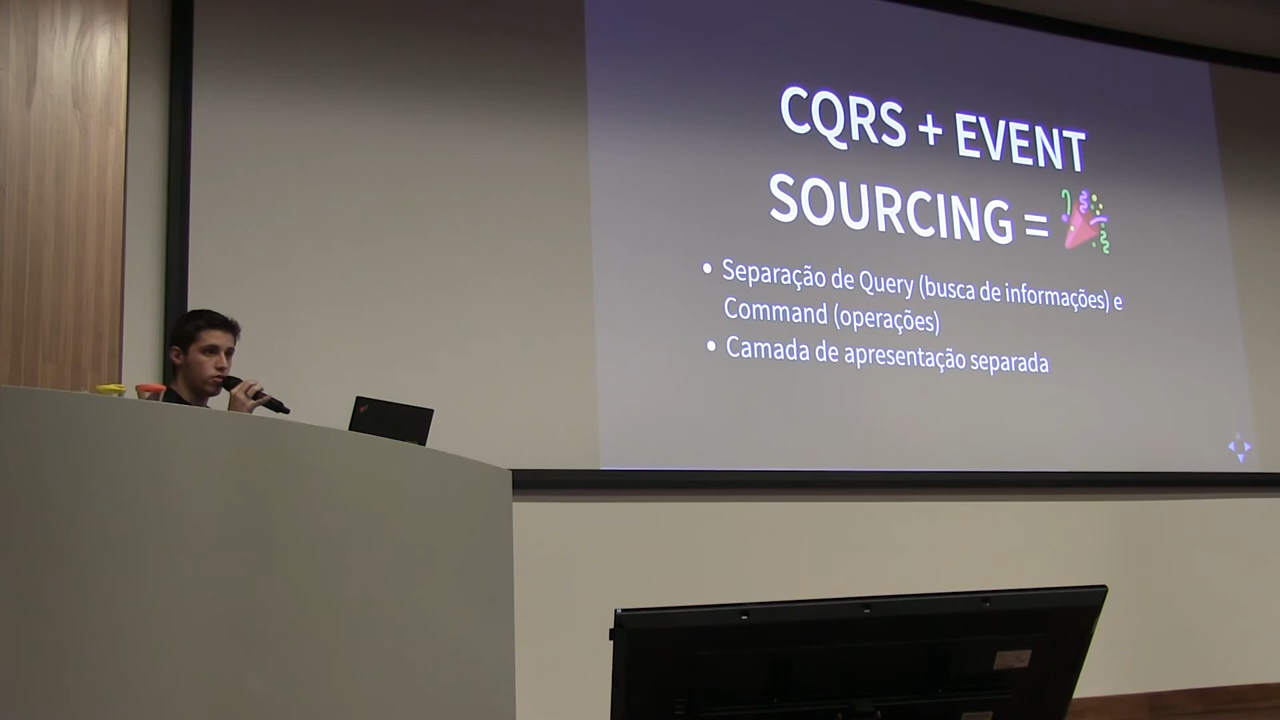 CQRS + EVENT
SOURCING = 🎉
• Separação de Query (busca de informações) e
Command (operações)
• Camada de apresentação separada